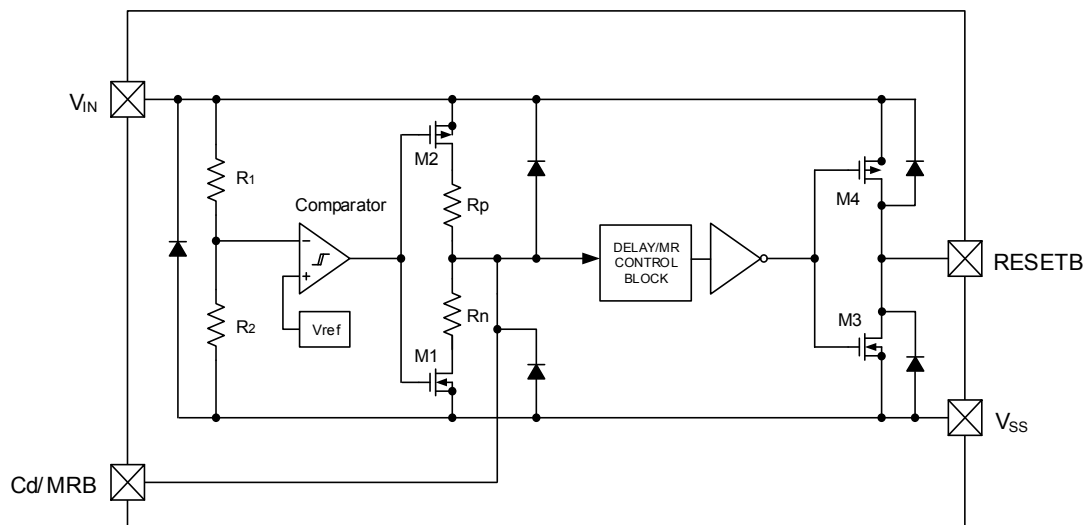 VIN
M2
M4
R1
Comparator
Rp
−
DELAY/MR
CONTROL
BLOCK
RESETB
+
R2
Rn
Vref
M3
M1
VSS
Cd/MRB